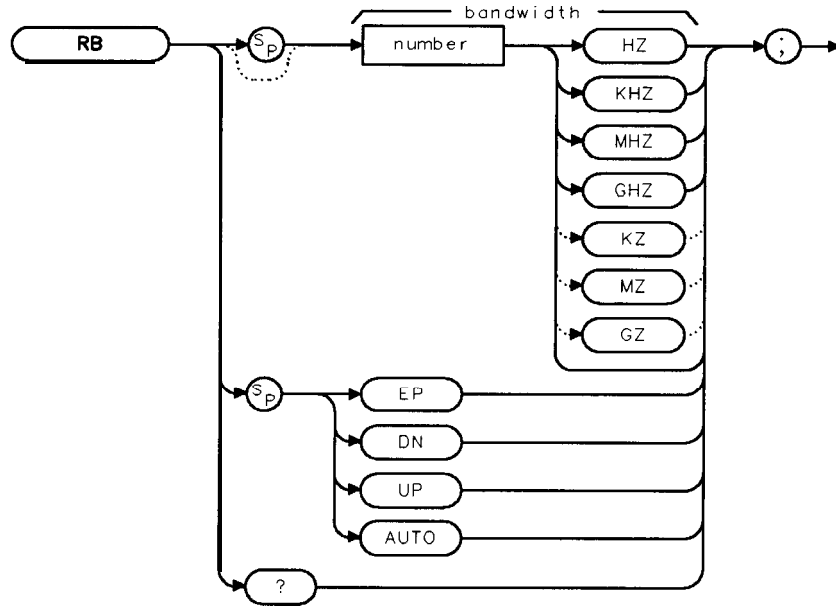 bandwidth
RB
SP
number
HZ
;
KHZ
MHZ
GHZ
KZ
MZ
GZ
SP
EP
DN
UP
AUTO
?